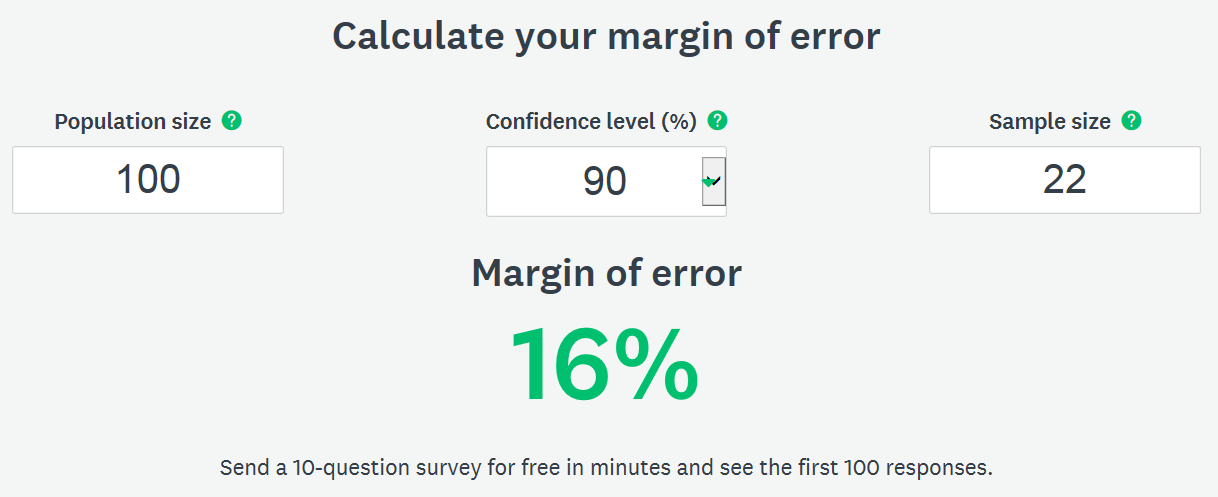 Calculate your margin of error
Population size ?
Confidence level (%) ?
Sample size ?
100
90
22
Margin of error
16%
Send a 10-question survey for free in minutes and see the first 100 responses.